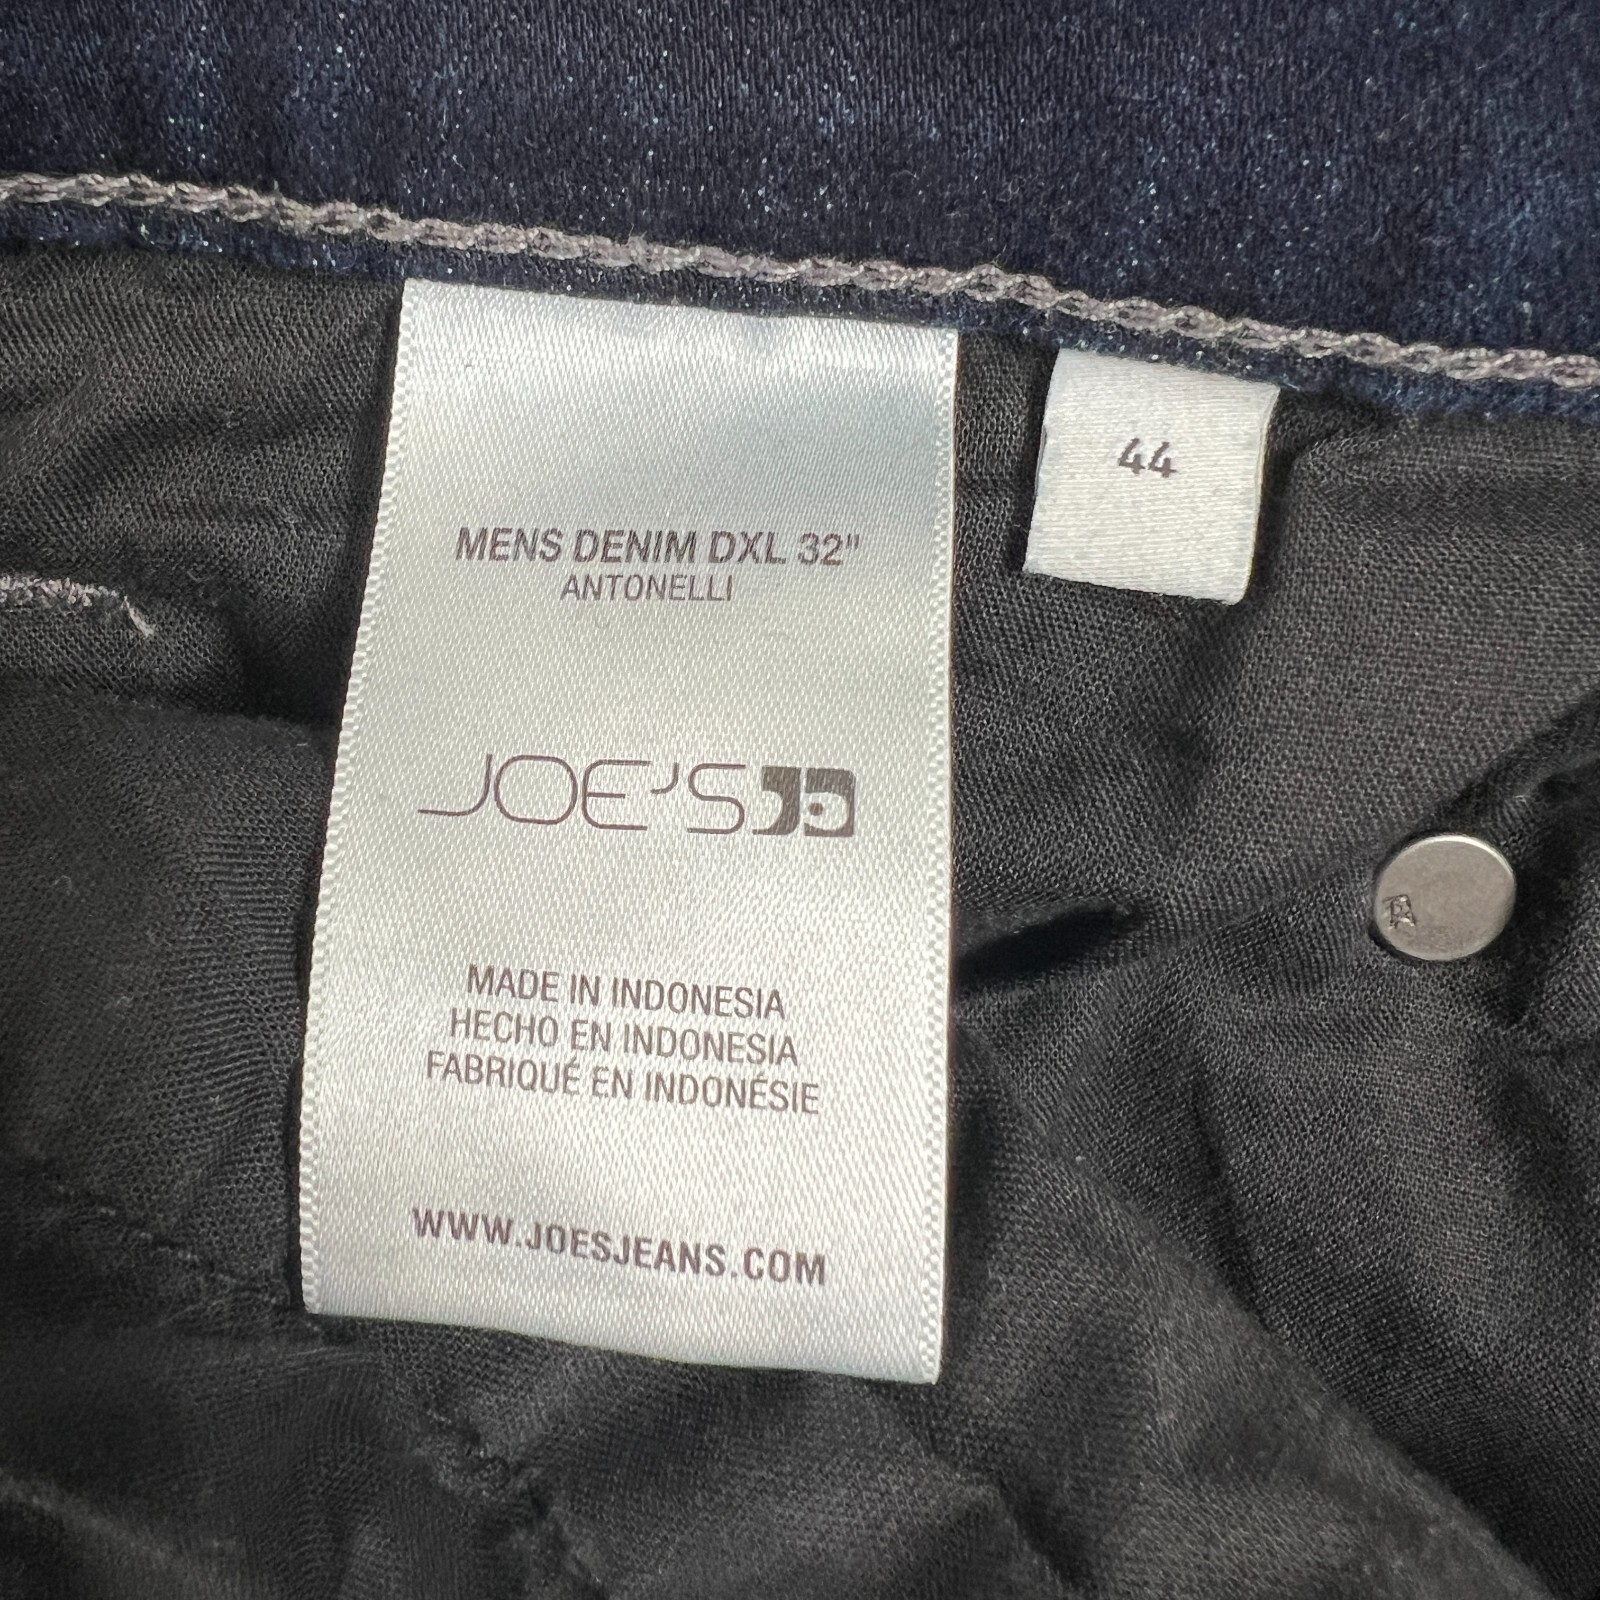 MENS DENIM DXL 32"
ANTONELLI
44
JOE'S
MADE IN INDONESIA
HECHO EN INDONESIA
FABRIQUÉ EN INDONÉSIE
WWW.JOESJEANS.COM